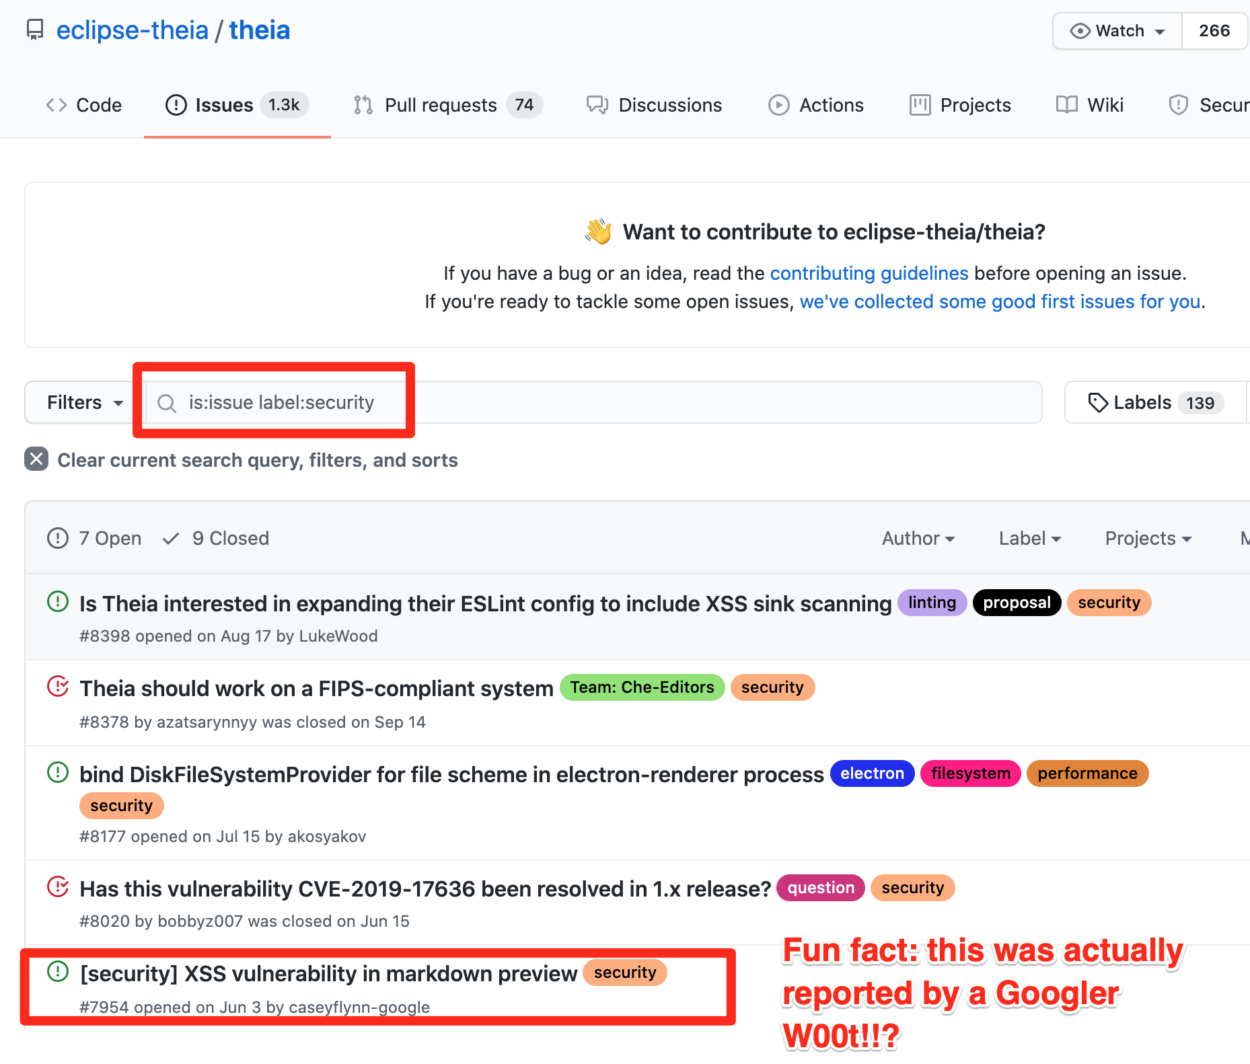 eclipse-theia / theia
Watch 266
Code Issues 1.3k Pull requests 74 Discussions Actions Projects Wiki Secur
👋 Want to contribute to eclipse-theia/theia?
If you have a bug or an idea, read the contributing guidelines before opening an issue.
If you're ready to tackle some open issues, we've collected some good first issues for you.
Filters is:issue label:security Labels 139
Clear current search query, filters, and sorts
7 Open 9 Closed Author Label Projects M
Is Theia interested in expanding their ESLint config to include XSS sink scanning linting proposal security
#8398 opened on Aug 17 by LukeWood
Theia should work on a FIPS-compliant system Team: Che-Editors security
#8378 by azatsarynnyy was closed on Sep 14
bind DiskFileSystemProvider for file scheme in electron-renderer process electron filesystem performance
security
#8177 opened on Jul 15 by akosyakov
Has this vulnerability CVE-2019-17636 been resolved in 1.x release? question security
#8020 by bobbyz007 was closed on Jun 15
[security] XSS vulnerability in markdown preview security
#7954 opened on Jun 3 by caseyflynn-google
Fun fact: this was actually
reported by a Googler
W00t!!?